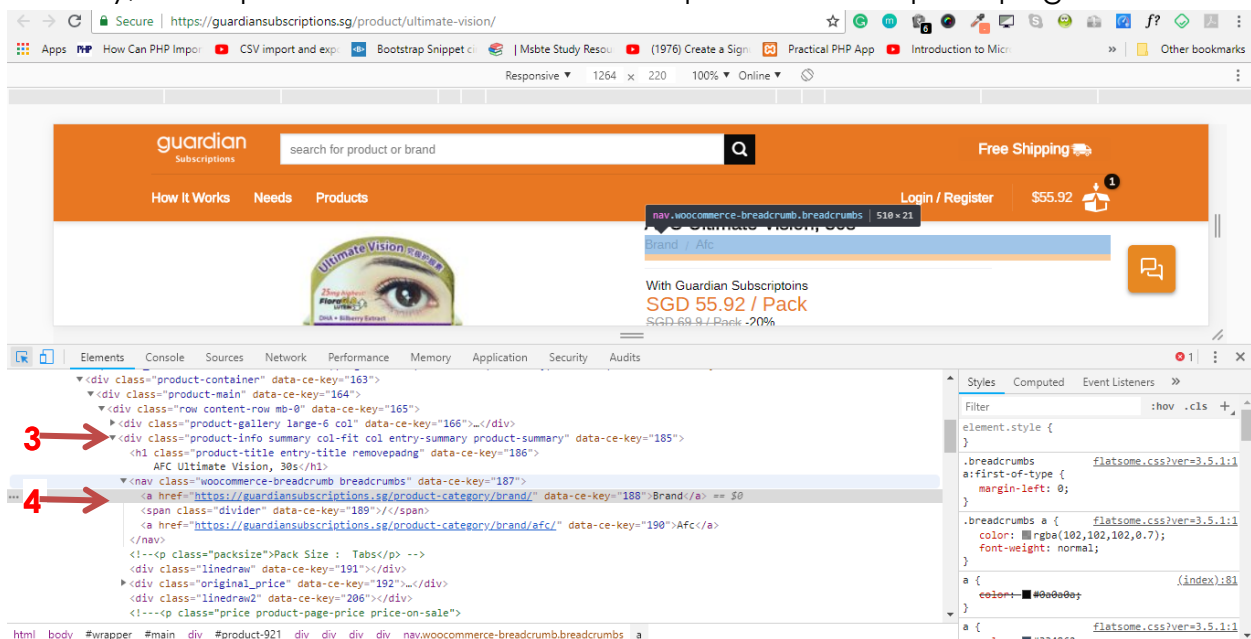 Secure | https://guardiansubscriptions.sg/product/ultimate-vision/
Apps PHP How Can PHP Impor CSV import and exp Bootstrap Snippet c | Msbte Study Resou (1976) Create a Sign Practical PHP App Introduction to Micr » Other bookmarks
Responsive ▼ 1264 x 220 100% ▼ Online ▼
guardian
Subscriptions
search for product or brand
Free Shipping
How It Works Needs Products
Login / Register $55.92 1
nav.woocommerce-breadcrumb.breadcrumbs | 510×21
Brand / Afc
Ultimate Vision
DHA + Bilberry Extract
With Guardian Subscriptoins
SGD 55.92 / Pack
SGD 69.9 / Pack -20%
Elements Console Sources Network Performance Memory Application Security Audits 1
▼<div class="product-container" data-ce-key="163">
▼<div class="product-main" data-ce-key="164">
▼<div class="row content-row mb-0" data-ce-key="165">
▶<div class="product-gallery large-6 col" data-ce-key="166">…</div>
3 ▼<div class="product-info summary col-fit col entry-summary product-summary" data-ce-key="185">
<h1 class="product-title entry-title removepadng" data-ce-key="186">
AFC Ultimate Vision, 30s</h1>
▼<nav class="woocommerce-breadcrumb breadcrumbs" data-ce-key="187">
4 <a href="https://guardiansubscriptions.sg/product-category/brand/" data-ce-key="188">Brand</a> == $0
<span class="divider" data-ce-key="189">/</span>
<a href="https://guardiansubscriptions.sg/product-category/brand/afc/" data-ce-key="190">Afc</a>
</nav>
<!--<p class="packsize">Pack Size :  Tabs</p> -->
<div class="linedraw" data-ce-key="191"></div>
▶<div class="original_price" data-ce-key="192">…</div>
<div class="linedraw2" data-ce-key="206"></div>
<!---<p class="price product-page-price price-on-sale">
html body #wrapper #main div #product-921 div div div div nav.woocommerce-breadcrumb.breadcrumbs a
Styles Computed Event Listeners »
Filter :hov .cls +
element.style {
}
.breadcrumbs flatsome.css?ver=3.5.1:1
a:first-of-type {
margin-left: 0;
}
.breadcrumbs a { flatsome.css?ver=3.5.1:1
color: rgba(102,102,102,0.7);
font-weight: normal;
}
a { (index):81
color: #0a0a0a;
}
a { flatsome.css?ver=3.5.1:1